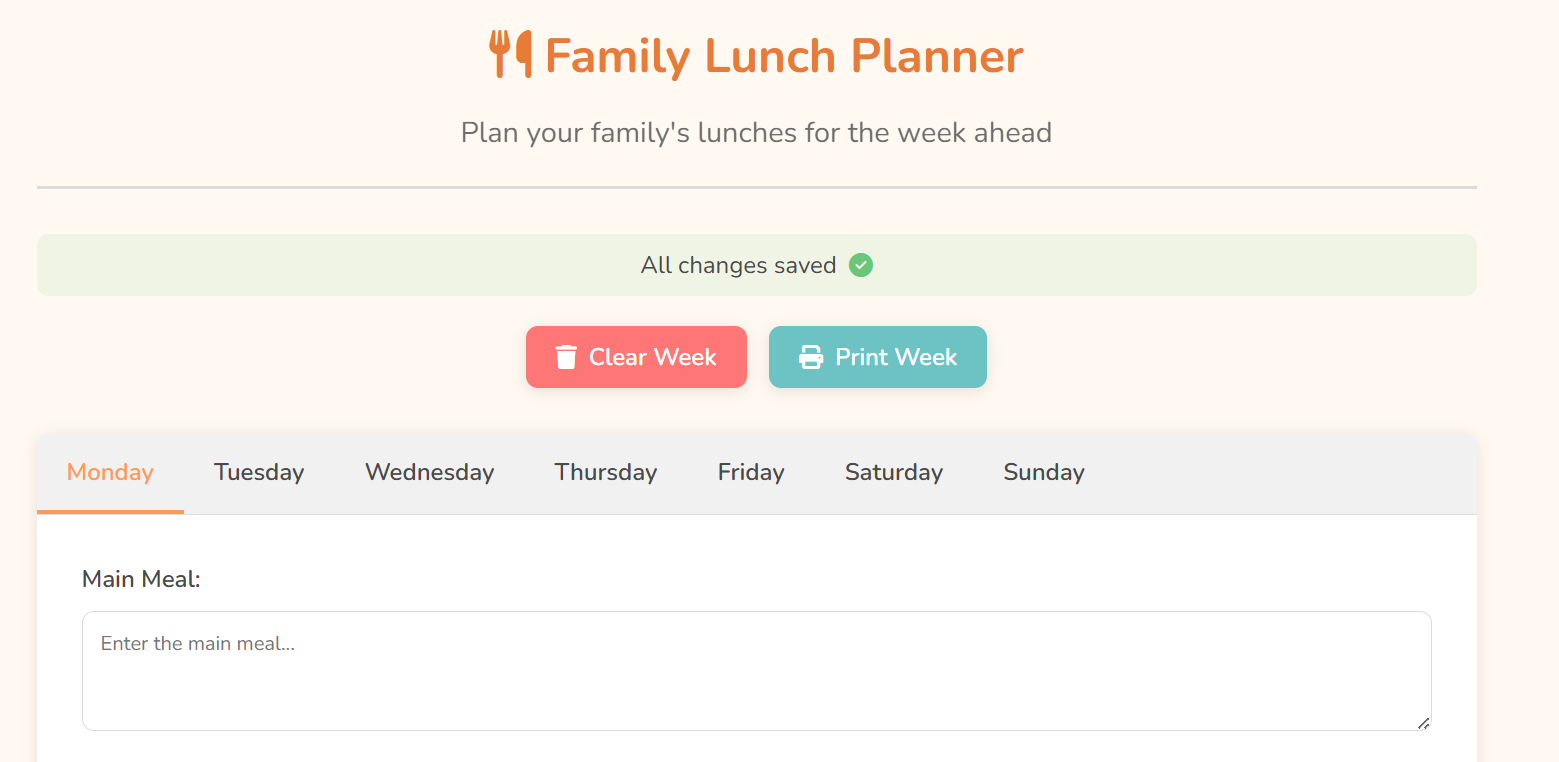 Family Lunch Planner
Plan your family's lunches for the week ahead
All changes saved
Clear Week Print Week
Monday Tuesday Wednesday Thursday Friday Saturday Sunday
Main Meal:
Enter the main meal...